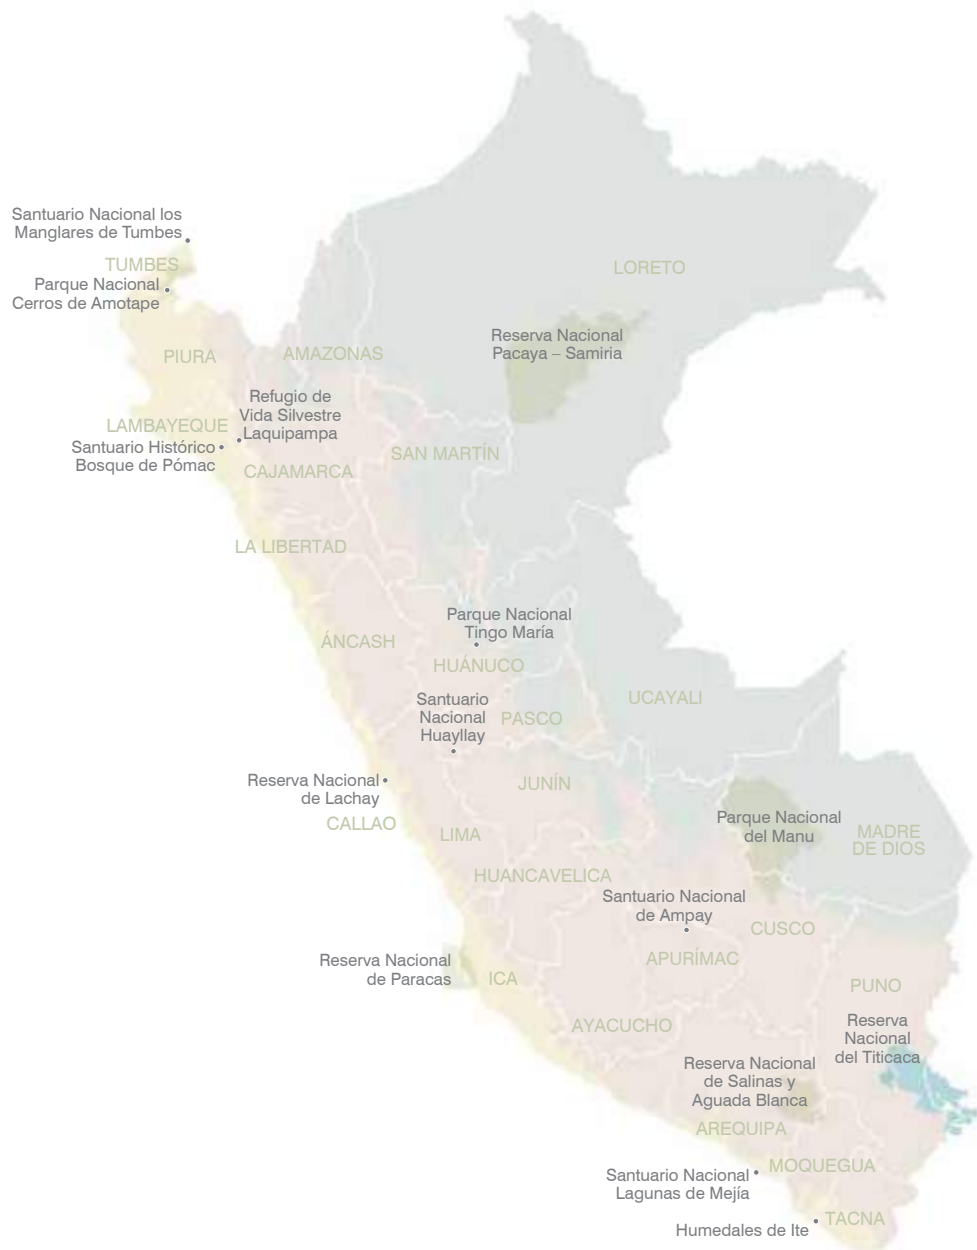 Santuario Nacional los
Manglares de Tumbes
TUMBES
LORETO
Parque Nacional
Cerros de Amotape
Reserva Nacional
Pacaya – Samiria
PIURA
AMAZONAS
Refugio de
Vida Silvestre
Laquipampa
LAMBAYEQUE
Santuario Histórico
Bosque de Pómac
SAN MARTÍN
CAJAMARCA
LA LIBERTAD
Parque Nacional
Tingo María
ÁNCASH
HUÁNUCO
Santuario
Nacional
Huayllay
UCAYALI
PASCO
Reserva Nacional
de Lachay
JUNÍN
CALLAO
LIMA
Parque Nacional
del Manu
MADRE
DE DIOS
HUANCAVELICA
Santuario Nacional
de Ampay
CUSCO
Reserva Nacional
de Paracas
ICA
APURÍMAC
PUNO
AYACUCHO
Reserva
Nacional
del Titicaca
Reserva Nacional
de Salinas y
Aguada Blanca
AREQUIPA
MOQUEGUA
Santuario Nacional
Lagunas de Mejía
TACNA
Humedales de Ite